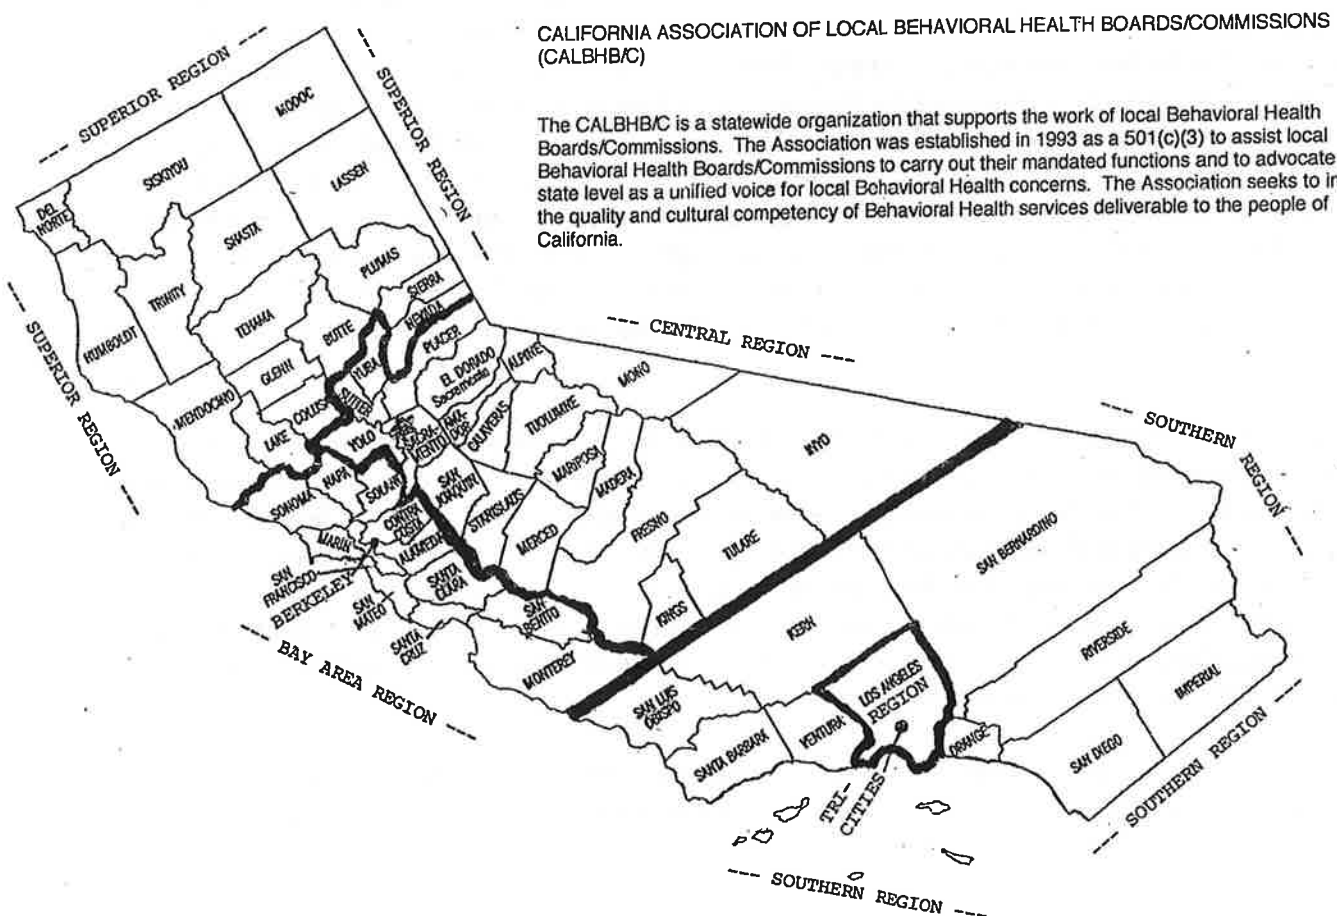 CALIFORNIA ASSOCIATION OF LOCAL BEHAVIORAL HEALTH BOARDS/COMMISSIONS
(CALBHB/C)
The CALBHB/C is a statewide organization that supports the work of local Behavioral Health
Boards/Commissions. The Association was established in 1993 as a 501(c)(3) to assist local
Behavioral Health Boards/Commissions to carry out their mandated functions and to advocate
state level as a unified voice for local Behavioral Health concerns. The Association seeks to
the quality and cultural competency of Behavioral Health services deliverable to the people of
California.
--- SUPERIOR REGION ---
--- SUPERIOR REGION ---
--- SUPERIOR REGION ---
MODOC
SISKIYOU
DEL
NORTE
LASSEN
SHASTA
TRINITY
HUMBOLDT
PLUMAS
TEHAMA
SIERRA
NEVADA
BUTTE
PLACER
YUBA
GLENN
MENDOCINO
COLUSA
SUTTER
LAKE
--- CENTRAL REGION ---
EL DORADO
Sacramento
ALPINE
MONO
YOLO
SACRA-
MENTO
AMA-
DOR
CALAVERAS
TUOLUMNE
INYO
MARIPOSA
MADERA
SAN
JOAQUIN
STANISLAUS
MERCED
FRESNO
TULARE
KINGS
SONOMA
NAPA
SOLANO
CONTRA
COSTA
MARIN
ALAMEDA
SAN
FRANCISCO
BERKELEY
SAN
MATEO
SANTA
CLARA
SANTA
CRUZ
SAN
BENITO
MONTEREY
--- BAY AREA REGION ---
--- SOUTHERN REGION ---
SAN BERNARDINO
KERN
SAN LUIS
OBISPO
SANTA BARBARA
VENTURA
LOS ANGELES
REGION
ORANGE
RIVERSIDE
SAN DIEGO
IMPERIAL
TRI-
CITIES
--- SOUTHERN REGION ---
--- SOUTHERN REGION ---